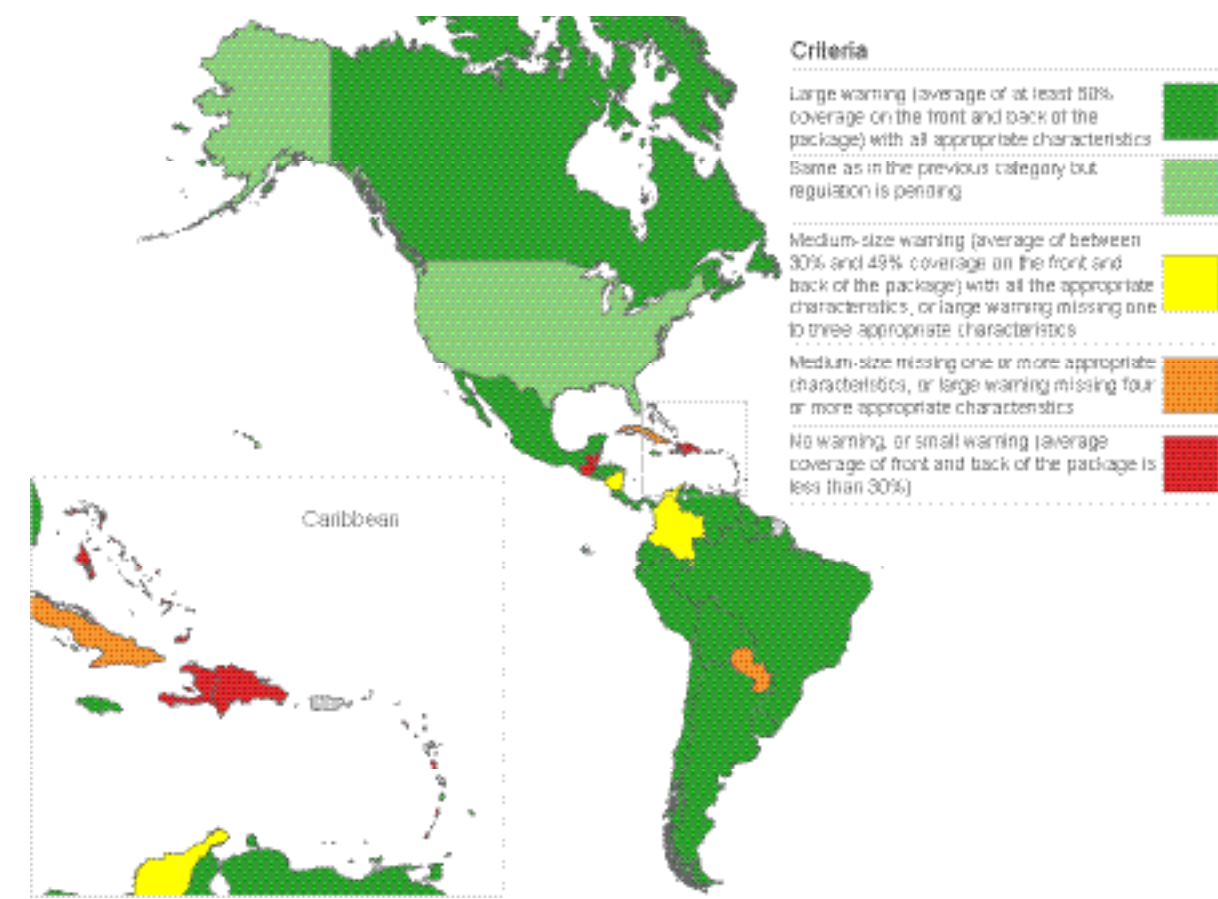 Criteria
Large warning (average of at least 50%
coverage on the front and back of the
package) with all appropriate characteristics
Same as in the previous category but
regulation is pending
Medium-size warning (average of between
30% and 49% coverage on the front and
back of the package) with all the appropriate
characteristics, or large warning missing one
to three appropriate characteristics
Medium-size missing one or more appropriate
characteristics, or large warning missing four
or more appropriate characteristics
No warning, or small warning (average
coverage of front and back of the package is
less than 30%)
Caribbean